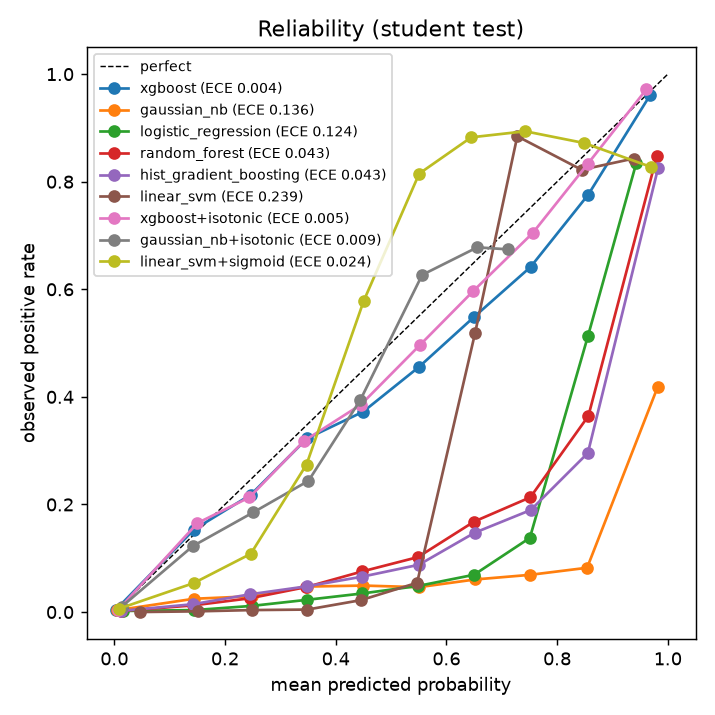 Reliability (student test)
perfect
xgboost (ECE 0.004)
gaussian_nb (ECE 0.136)
logistic_regression (ECE 0.124)
random_forest (ECE 0.043)
hist_gradient_boosting (ECE 0.043)
linear_svm (ECE 0.239)
xgboost+isotonic (ECE 0.005)
gaussian_nb+isotonic (ECE 0.009)
linear_svm+sigmoid (ECE 0.024)
observed positive rate
1.0
0.8
0.6
0.4
0.2
0.0
0.0 0.2 0.4 0.6 0.8 1.0
mean predicted probability